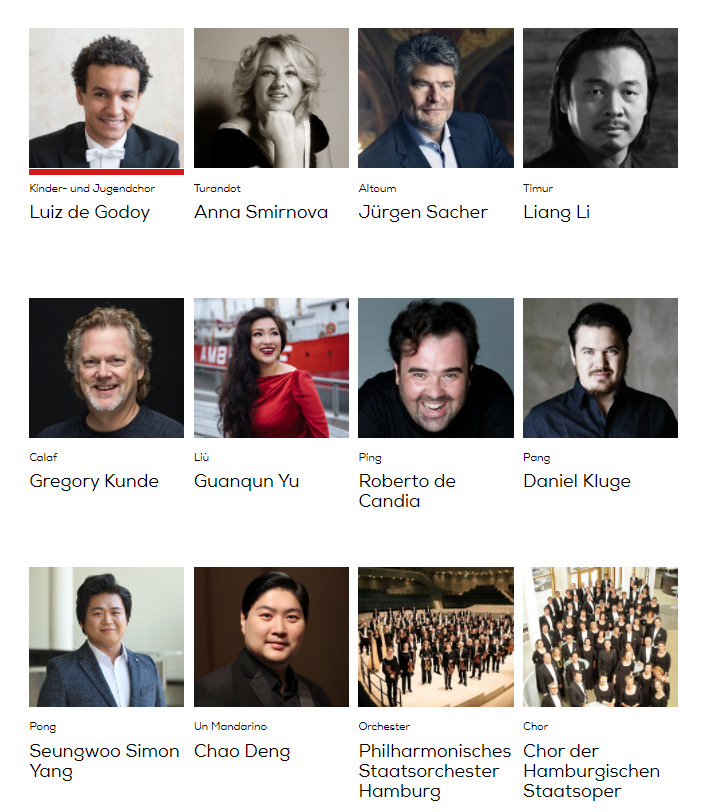 Kinder- und Jugendchor
Luiz de Godoy
Turandot
Anna Smirnova
Altoum
Jürgen Sacher
Timur
Liang Li
Calaf
Gregory Kunde
Liù
Guanqun Yu
Ping
Roberto de
Candia
Pang
Daniel Kluge
Pong
Seungwoo Simon
Yang
Un Mandarino
Chao Deng
Orchester
Philharmonisches
Staatsorchester
Hamburg
Chor
Chor der
Hamburgischen
Staatsoper